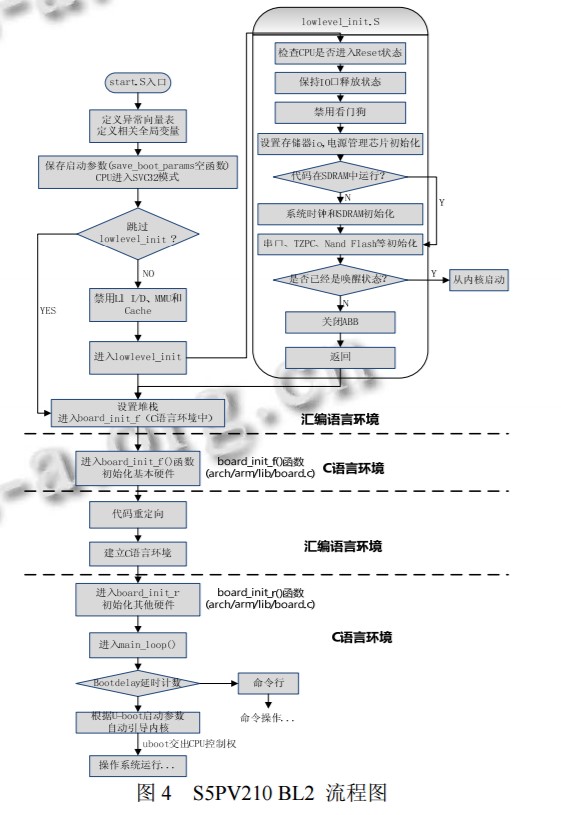 lowlevel_init.S
检查CPU是否进入Reset状态
保持IO口释放状态
禁用看门狗
设置存储器io,电源管理芯片初始化
代码在SDRAM中运行?
N
Y
系统时钟和SDRAM初始化
串口、TZPC、Nand Flash等初始化
是否已经是唤醒状态?
Y
从内核启动
N
关闭ABB
返回
start.S入口
定义异常向量表
定义相关全局变量
保存启动参数(save_boot_params空函数)
CPU进入SVC32模式
跳过
lowlevel_init？
NO
YES
禁用L1 I/D、MMU和
Cache
进入lowlevel_init
设置堆栈
进入board_init_f（C语言环境中）
汇编语言环境
进入board_init_f()函数
初始化基本硬件
board_init_f()函数
(arch/arm/lib/board.c)
C语言环境
代码重定向
建立C语言环境
汇编语言环境
进入board_init_r
初始化其他硬件
board_init_r()函数
(arch/arm/lib/board.c)
进入main_loop()
C语言环境
Bootdelay延时计数
命令行
命令操作...
根据U-boot启动参数
自动引导内核
uboot交出CPU控制权
操作系统运行...
图 4 S5PV210 BL2 流程图